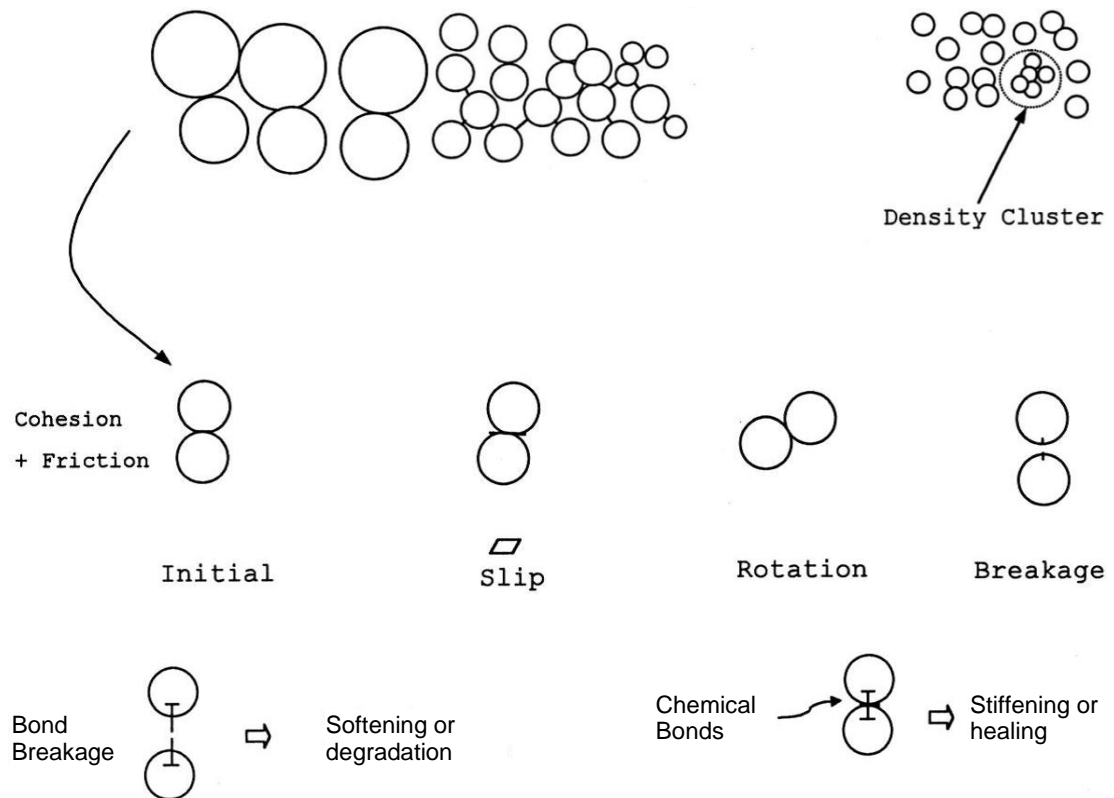 Density Cluster
Cohesion
+ Friction
Initial
Slip
Rotation
Breakage
Bond
Breakage
Softening or
degradation
Chemical
Bonds
Stiffening or
healing